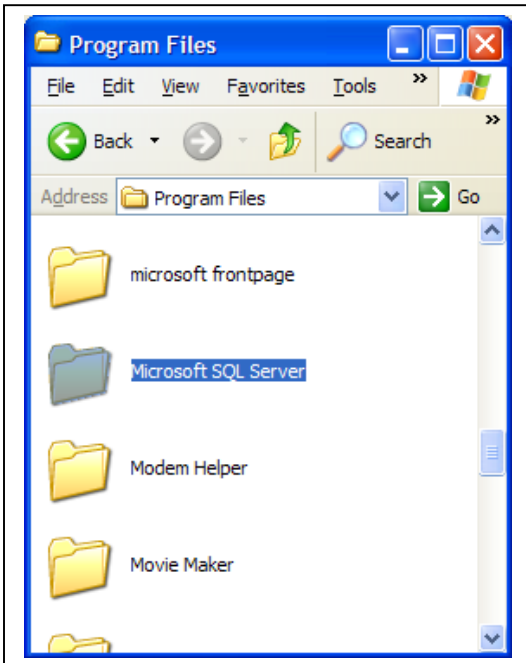 Program Files
File Edit View Favorites Tools »
Back Search »
Address Program Files Go
microsoft frontpage
Microsoft SQL Server
Modem Helper
Movie Maker